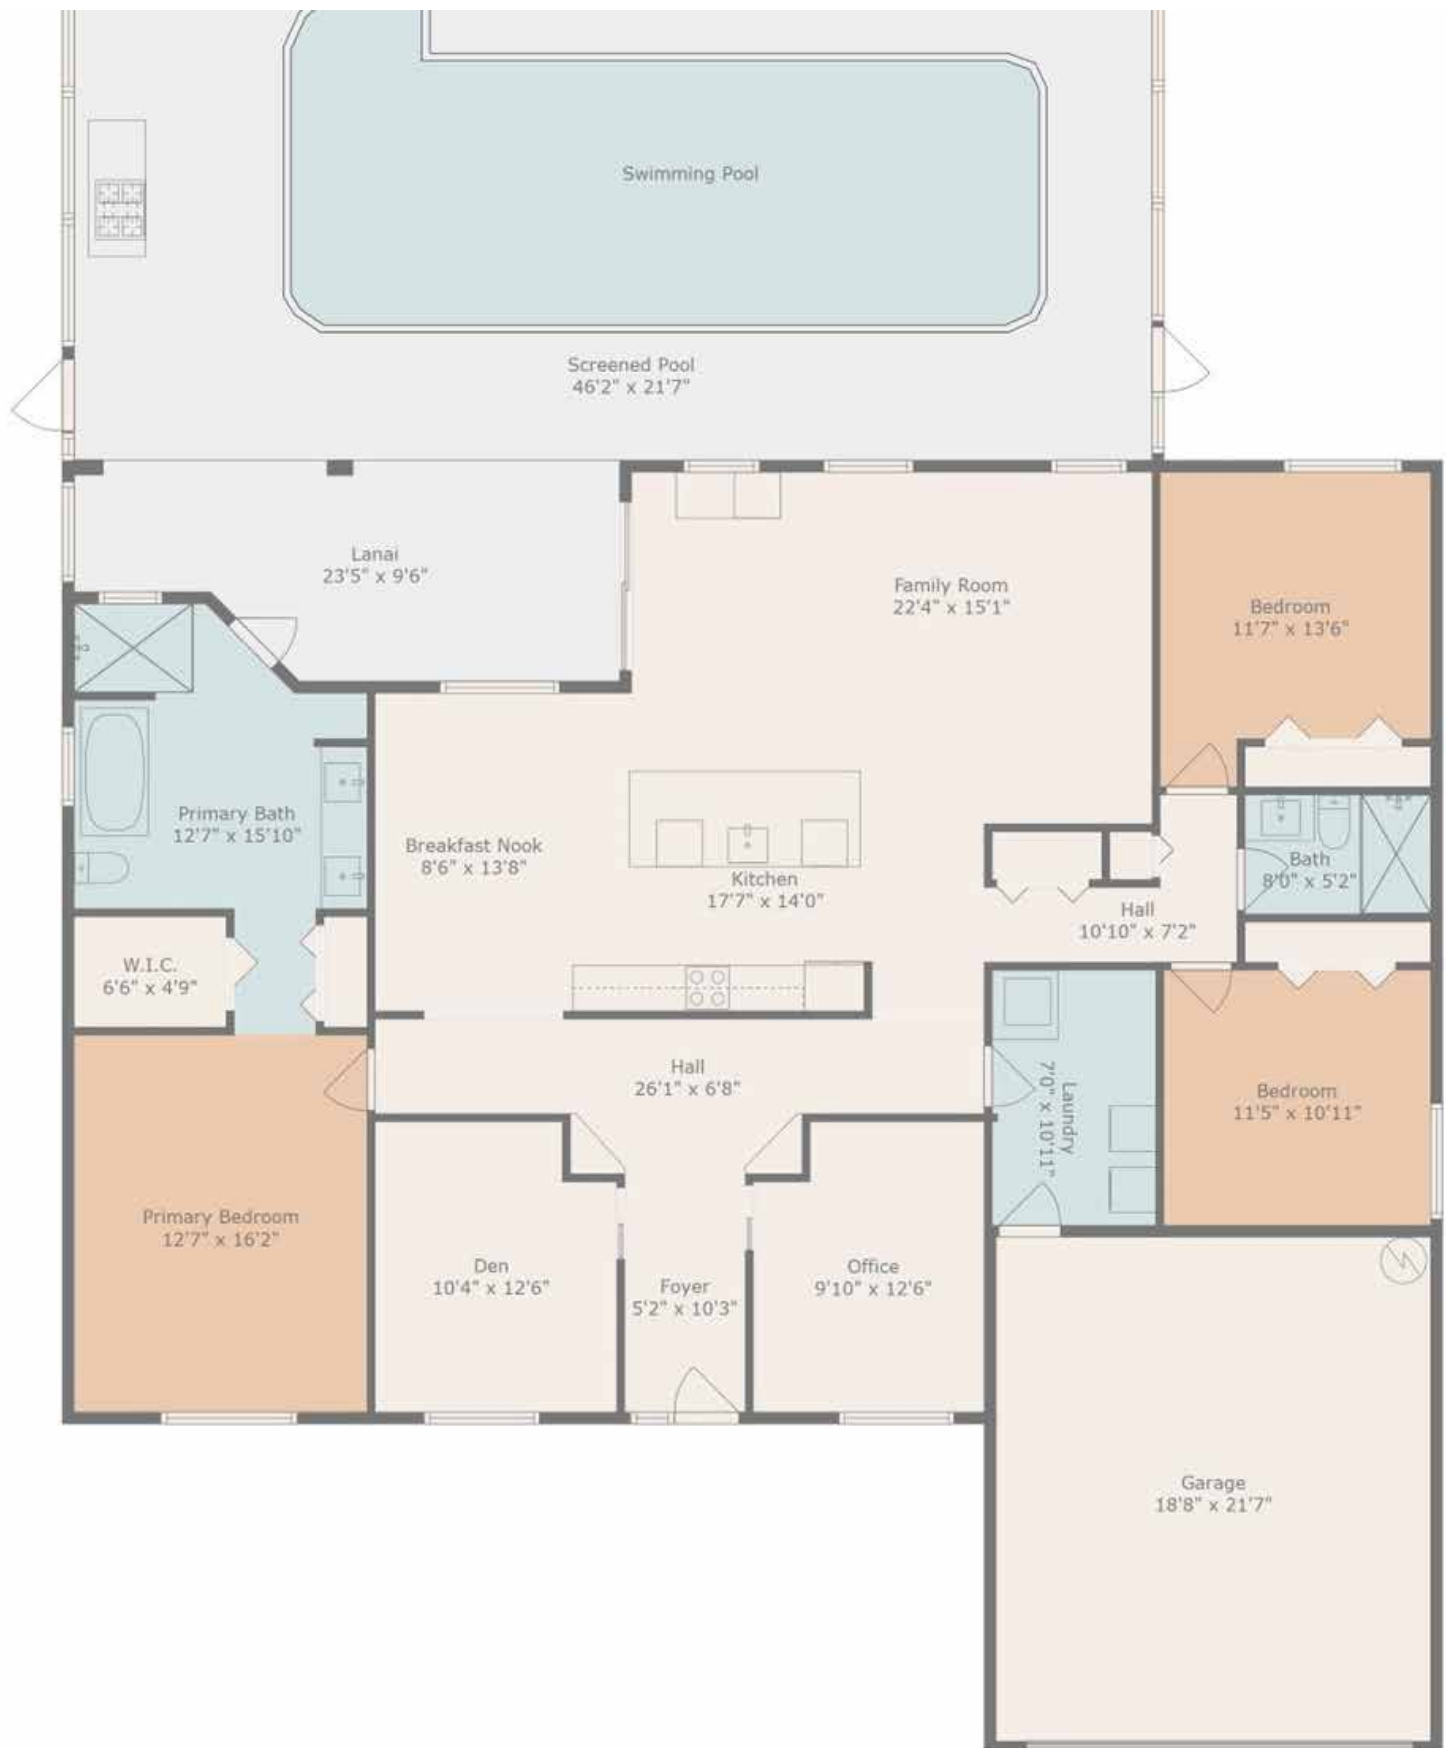 Swimming Pool
Screened Pool
46'2" x 21'7"
Lanai
23'5" x 9'6"
Family Room
22'4" x 15'1"
Bedroom
11'7" x 13'6"
Primary Bath
12'7" x 15'10"
Breakfast Nook
8'6" x 13'8"
Kitchen
17'7" x 14'0"
Bath
8'0" x 5'2"
Hall
10'10" x 7'2"
W.I.C.
6'6" x 4'9"
Hall
26'1" x 6'8"
Laundry
7'0" x 10'11"
Bedroom
11'5" x 10'11"
Primary Bedroom
12'7" x 16'2"
Den
10'4" x 12'6"
Foyer
5'2" x 10'3"
Office
9'10" x 12'6"
Garage
18'8" x 21'7"